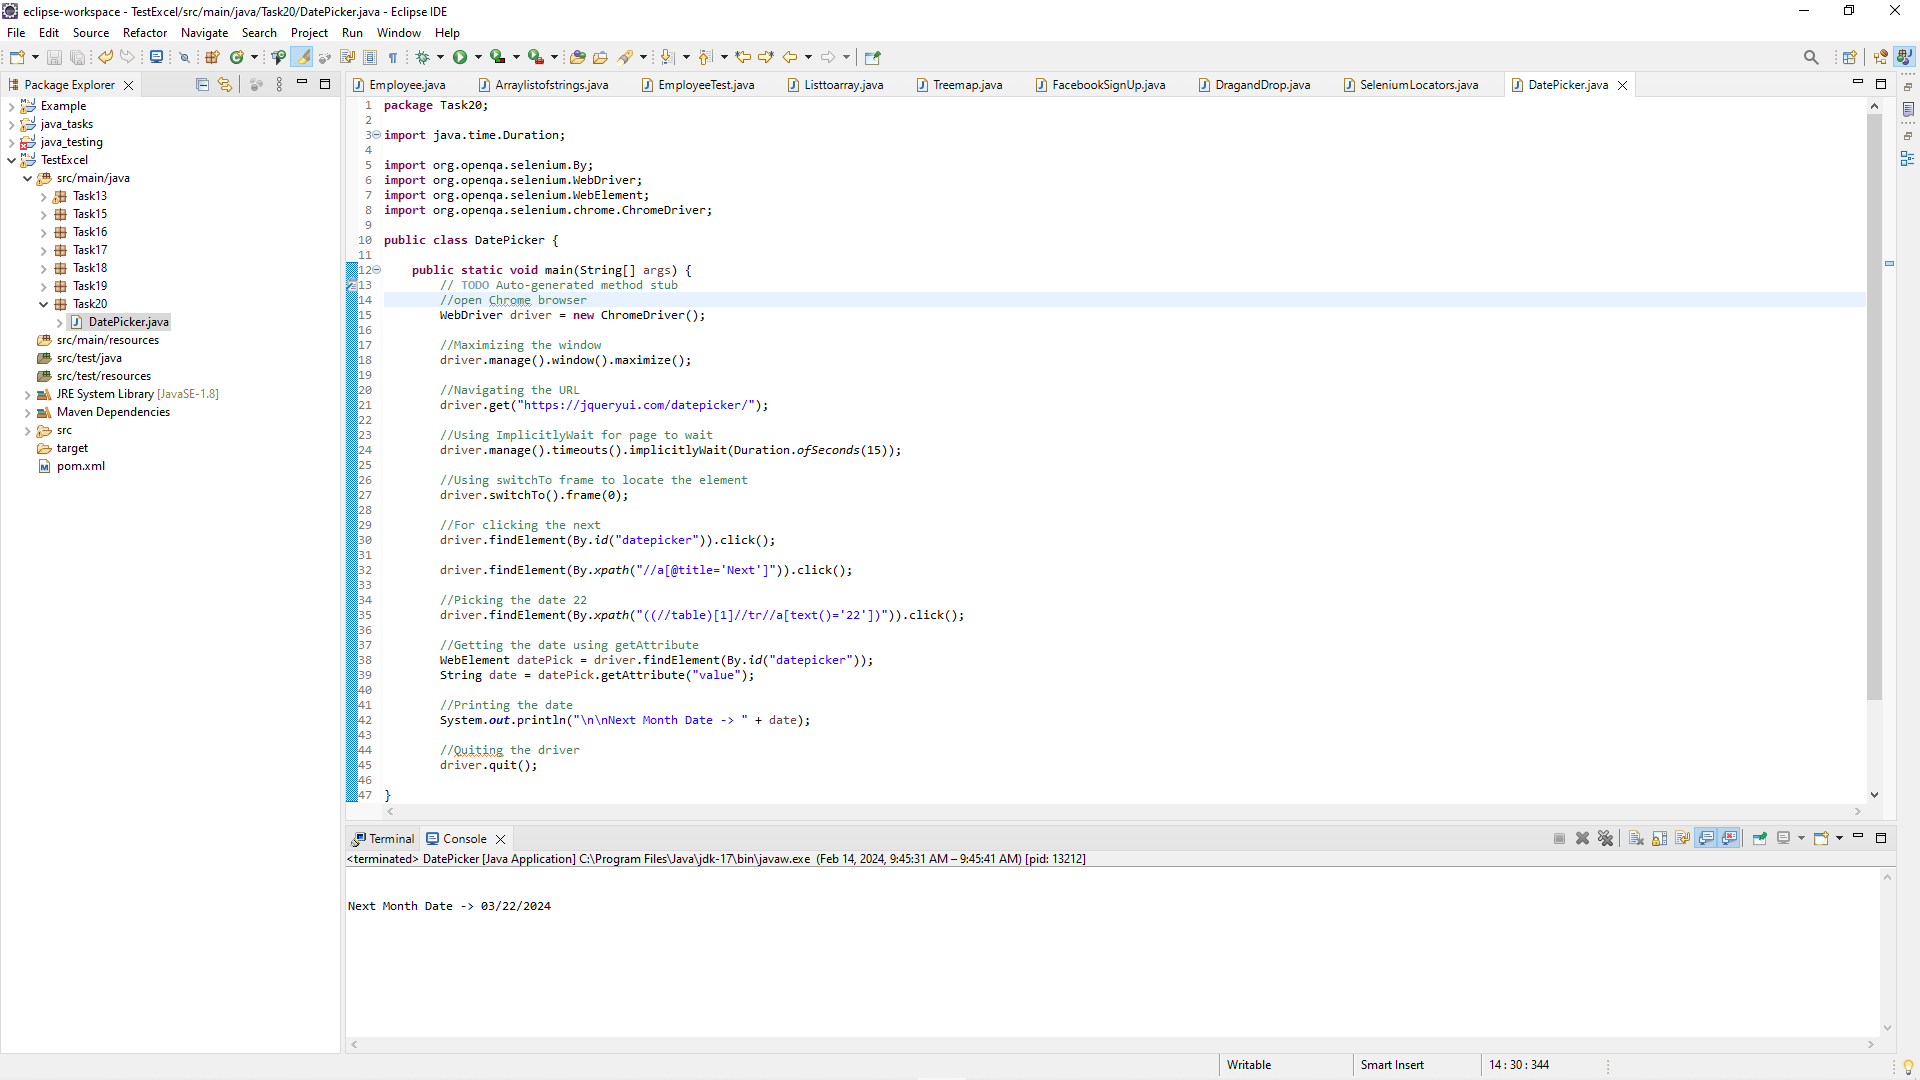 eclipse-workspace - TestExcel/src/main/java/Task20/DatePicker.java - Eclipse IDE
File Edit Source Refactor Navigate Search Project Run Window Help
Package Explorer
Example
java_tasks
java_testing
TestExcel
src/main/java
Task13
Task15
Task16
Task17
Task18
Task19
Task20
DatePicker.java
src/main/resources
src/test/java
src/test/resources
JRE System Library [JavaSE-1.8]
Maven Dependencies
src
target
pom.xml
Employee.java Arraylistofstrings.java EmployeeTest.java Listtoarray.java Treemap.java FacebookSignUp.java DragandDrop.java SeleniumLocators.java DatePicker.java
1 package Task20;
2
3 import java.time.Duration;
4
5 import org.openqa.selenium.By;
6 import org.openqa.selenium.WebDriver;
7 import org.openqa.selenium.WebElement;
8 import org.openqa.selenium.chrome.ChromeDriver;
9
10 public class DatePicker {
11
12 public static void main(String[] args) {
13 // TODO Auto-generated method stub
14 //open Chrome browser
15 WebDriver driver = new ChromeDriver();
16
17 //Maximizing the window
18 driver.manage().window().maximize();
19
20 //Navigating the URL
21 driver.get("https://jqueryui.com/datepicker/");
22
23 //Using ImplicitlyWait for page to wait
24 driver.manage().timeouts().implicitlyWait(Duration.ofSeconds(15));
25
26 //Using switchTo frame to locate the element
27 driver.switchTo().frame(0);
28
29 //For clicking the next
30 driver.findElement(By.id("datepicker")).click();
31
32 driver.findElement(By.xpath("//a[@title='Next']")).click();
33
34 //Picking the date 22
35 driver.findElement(By.xpath("((//table)[1]//tr//a[text()='22'])")).click();
36
37 //Getting the date using getAttribute
38 WebElement datePick = driver.findElement(By.id("datepicker"));
39 String date = datePick.getAttribute("value");
40
41 //Printing the date
42 System.out.println("\n\nNext Month Date -> " + date);
43
44 //Quiting the driver
45 driver.quit();
46
47 }
Terminal Console
<terminated> DatePicker [Java Application] C:\Program Files\Java\jdk-17\bin\javaw.exe (Feb 14, 2024, 9:45:31 AM – 9:45:41 AM) [pid: 13212]
Next Month Date -> 03/22/2024
Writable Smart Insert 14 : 30 : 344